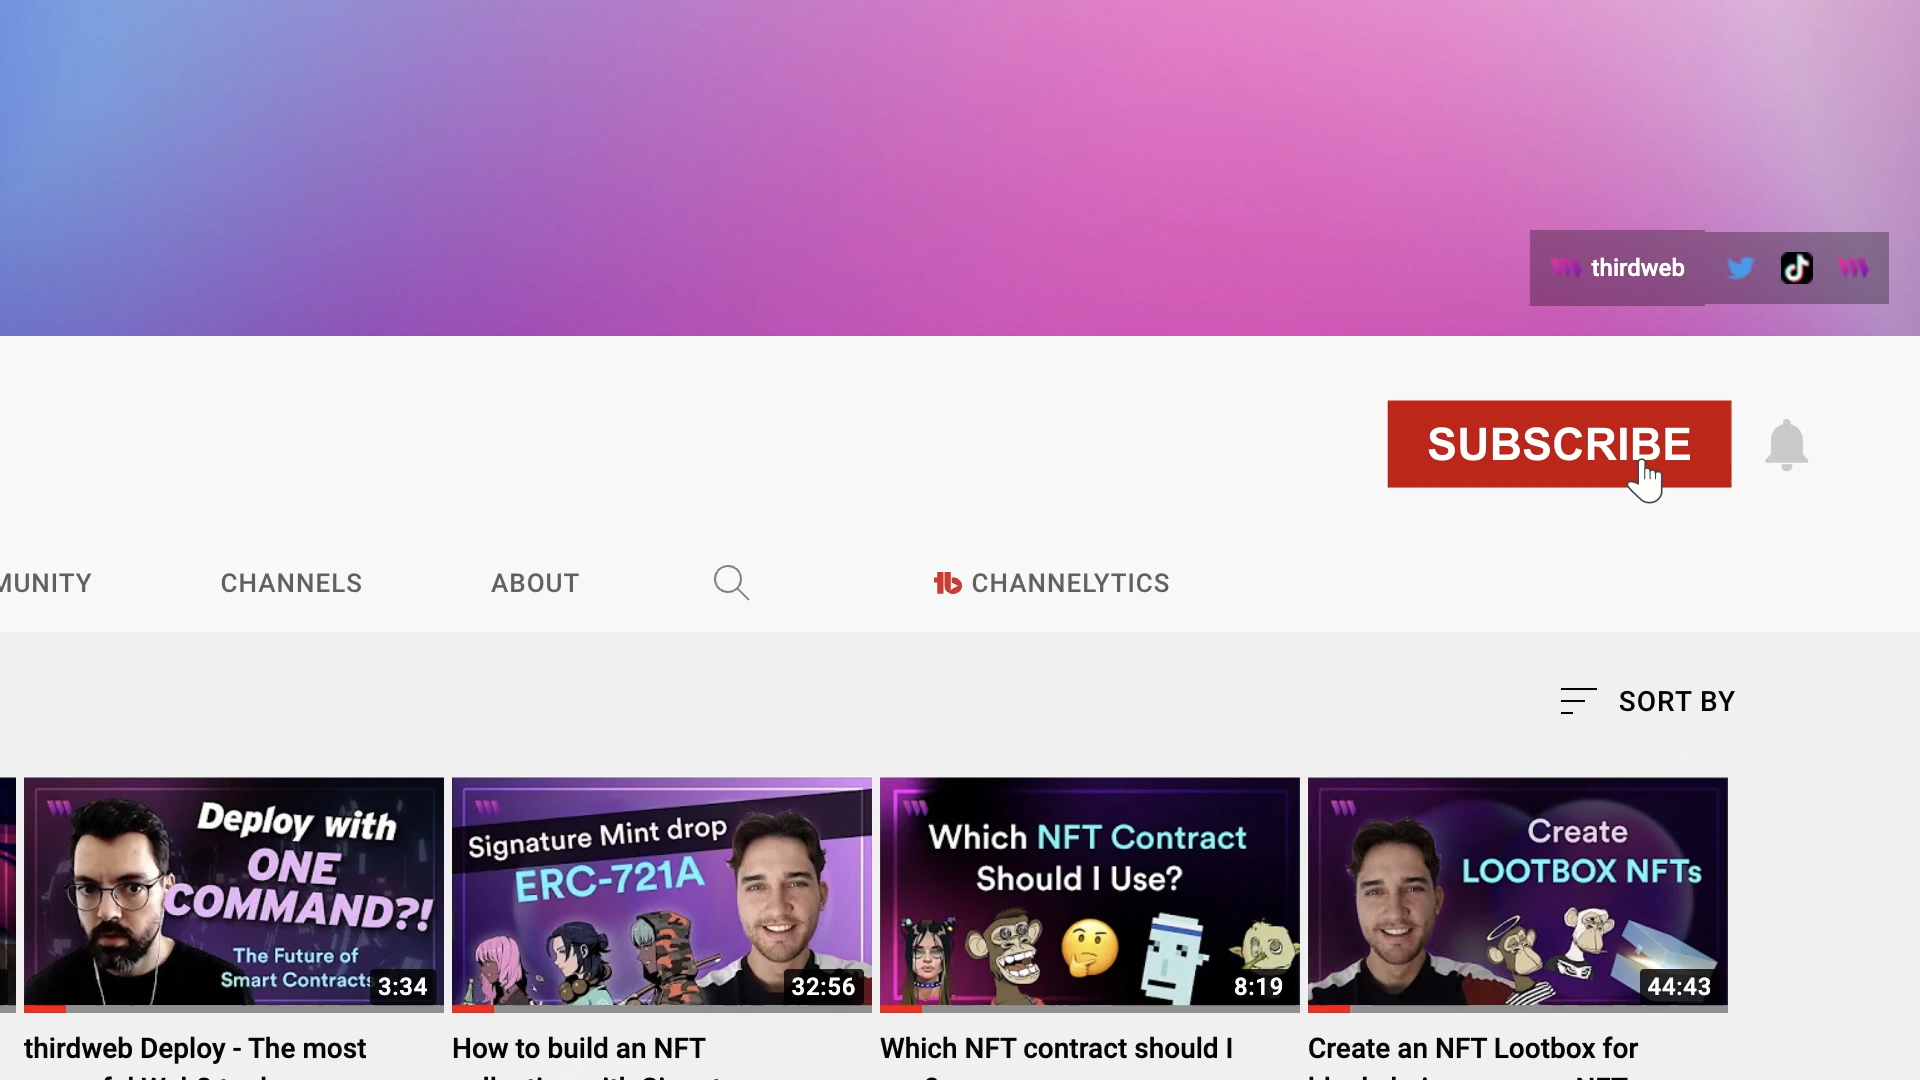 thirdweb
SUBSCRIBE
MUNITY
CHANNELS
ABOUT
CHANNELYTICS
SORT BY
Deploy with
ONE
COMMAND?!
The Future of
Smart Contracts
3:34
Signature Mint drop
ERC-721A
32:56
Which NFT Contract
Should I Use?
8:19
Create
LOOTBOX NFTs
44:43
thirdweb Deploy - The most
How to build an NFT
Which NFT contract should I
Create an NFT Lootbox for